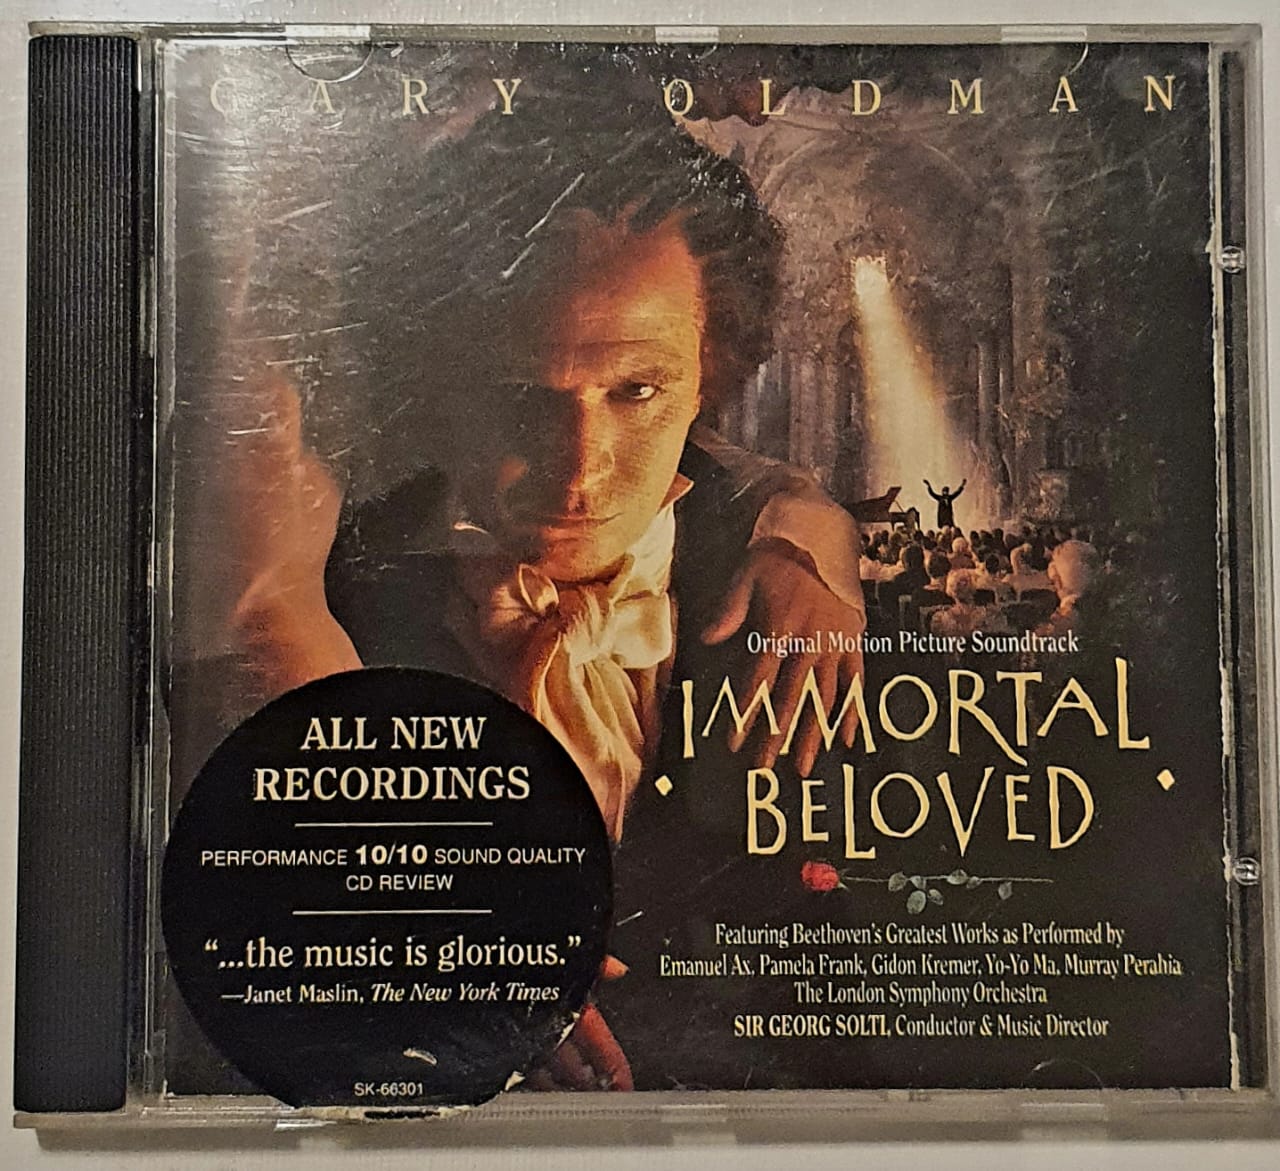 GARY OLDMAN
Original Motion Picture Soundtrack
IMMORTAL
BELOVED
Featuring Beethoven's Greatest Works as Performed by
Emanuel Ax, Pamela Frank, Gidon Kremer, Yo-Yo Ma, Murray Perahia
The London Symphony Orchestra
SIR GEORG SOLTI, Conductor & Music Director
ALL NEW
RECORDINGS
PERFORMANCE 10/10 SOUND QUALITY
CD REVIEW
“...the music is glorious.”
—Janet Maslin, The New York Times
SK-66301